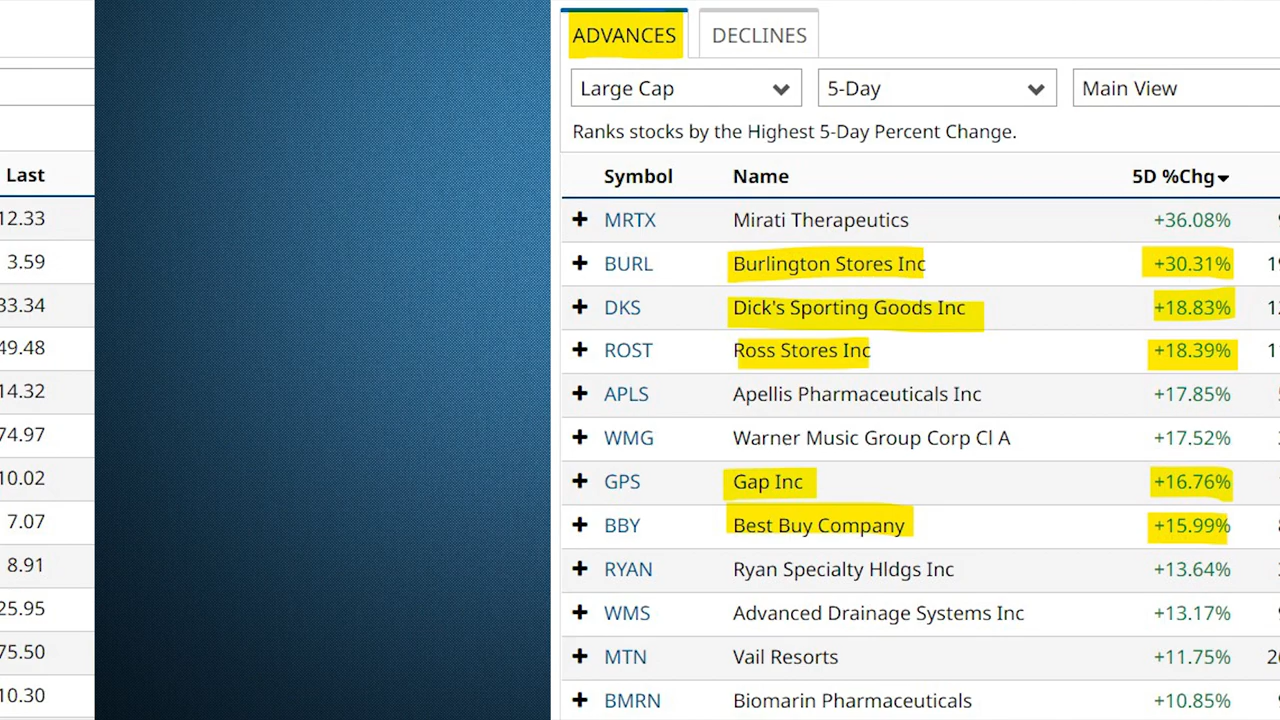 Last
12.33
3.59
33.34
49.48
14.32
74.97
10.02
7.07
8.91
25.95
75.50
10.30
ADVANCES DECLINES
Large Cap 5-Day Main View
Ranks stocks by the Highest 5-Day Percent Change.
Symbol Name 5D %Chg
MRTX Mirati Therapeutics +36.08%
BURL Burlington Stores Inc +30.31%
DKS Dick's Sporting Goods Inc +18.83%
ROST Ross Stores Inc +18.39%
APLS Apellis Pharmaceuticals Inc +17.85%
WMG Warner Music Group Corp Cl A +17.52%
GPS Gap Inc +16.76%
BBY Best Buy Company +15.99%
RYAN Ryan Specialty Hldgs Inc +13.64%
WMS Advanced Drainage Systems Inc +13.17%
MTN Vail Resorts +11.75%
BMRN Biomarin Pharmaceuticals +10.85%